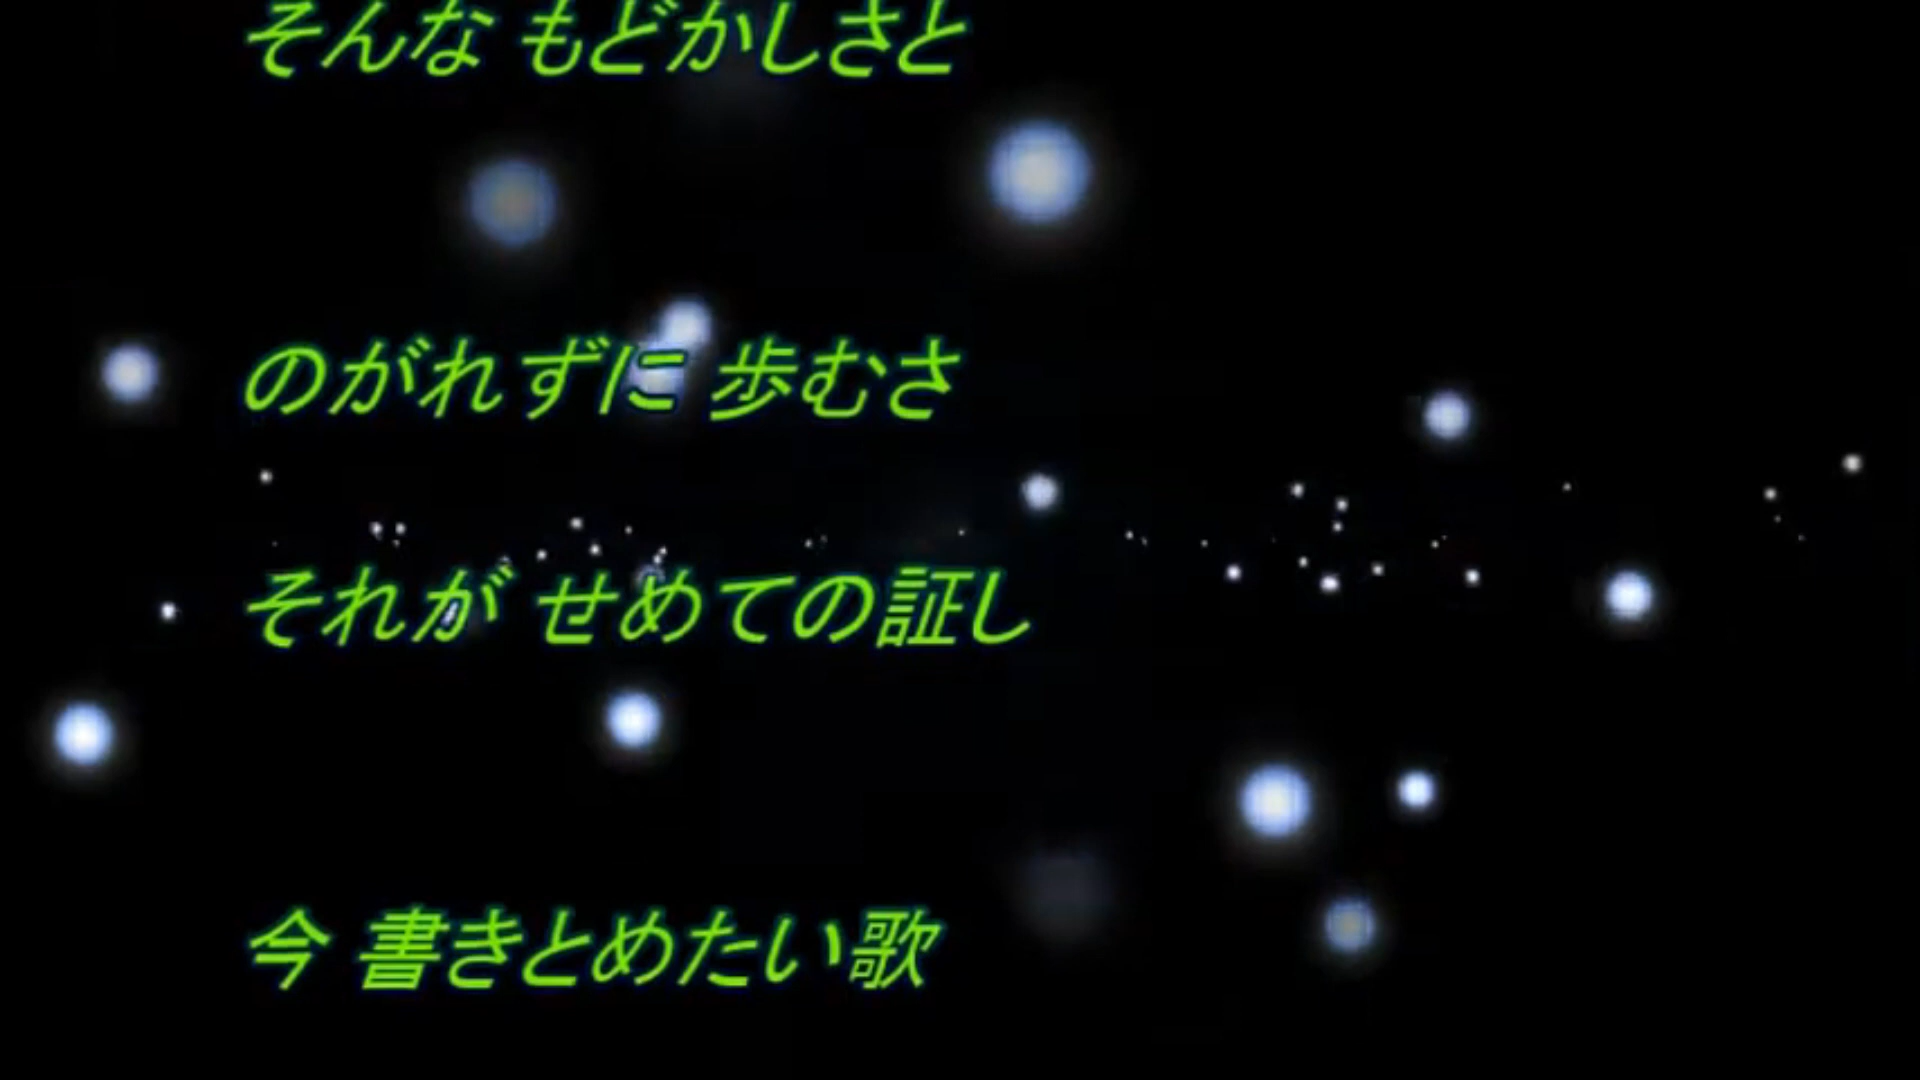 そんな もどかしさと
のがれずに 歩むさ
それが せめての証し
今 書きとめたい歌